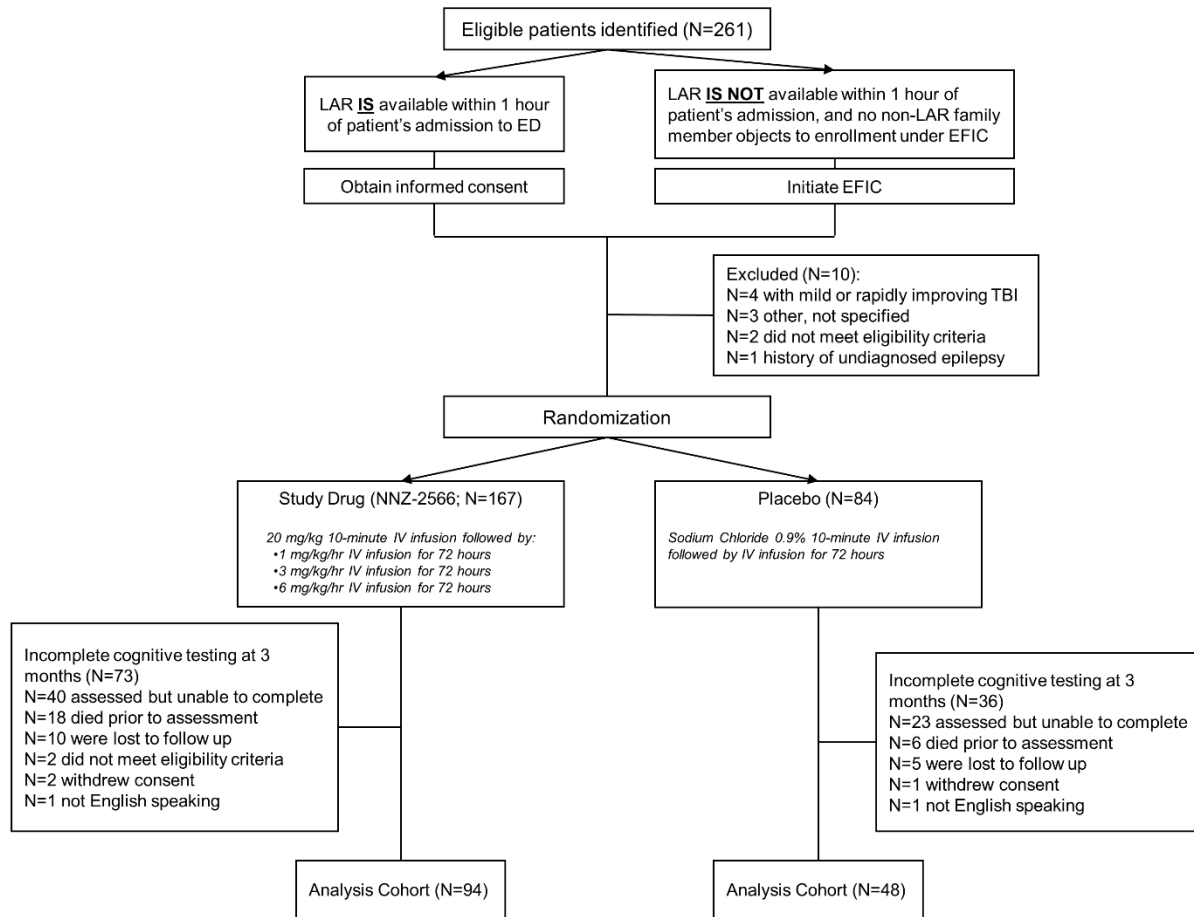 Eligible patients identified (N=261)
LAR IS available within 1 hour
of patient's admission to ED
LAR IS NOT available within 1 hour of
patient's admission, and no non-LAR family
member objects to enrollment under EFIC
Obtain informed consent
Initiate EFIC
Excluded (N=10):
N=4 with mild or rapidly improving TBI
N=3 other, not specified
N=2 did not meet eligibility criteria
N=1 history of undiagnosed epilepsy
Randomization
Study Drug (NNZ-2566; N=167)
20 mg/kg 10-minute IV infusion followed by:
•1 mg/kg/hr IV infusion for 72 hours
•3 mg/kg/hr IV infusion for 72 hours
•6 mg/kg/hr IV infusion for 72 hours
Placebo (N=84)
Sodium Chloride 0.9% 10-minute IV infusion
followed by IV infusion for 72 hours
Incomplete cognitive testing at 3
months (N=73)
N=40 assessed but unable to complete
N=18 died prior to assessment
N=10 were lost to follow up
N=2 did not meet eligibility criteria
N=2 withdrew consent
N=1 not English speaking
Incomplete cognitive testing at 3
months (N=36)
N=23 assessed but unable to complete
N=6 died prior to assessment
N=5 were lost to follow up
N=1 withdrew consent
N=1 not English speaking
Analysis Cohort (N=94)
Analysis Cohort (N=48)